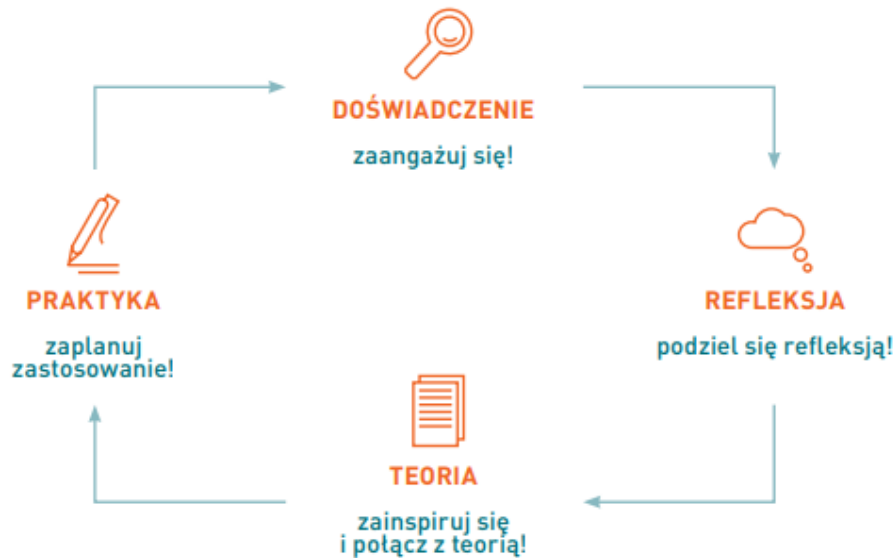 DOŚWIADCZENIE
zaangażuj się!
PRAKTYKA
zaplanuj
zastosowanie!
REFLEKSJA
podziel się refleksją!
TEORIA
zainspiruj się
i połącz z teorią!